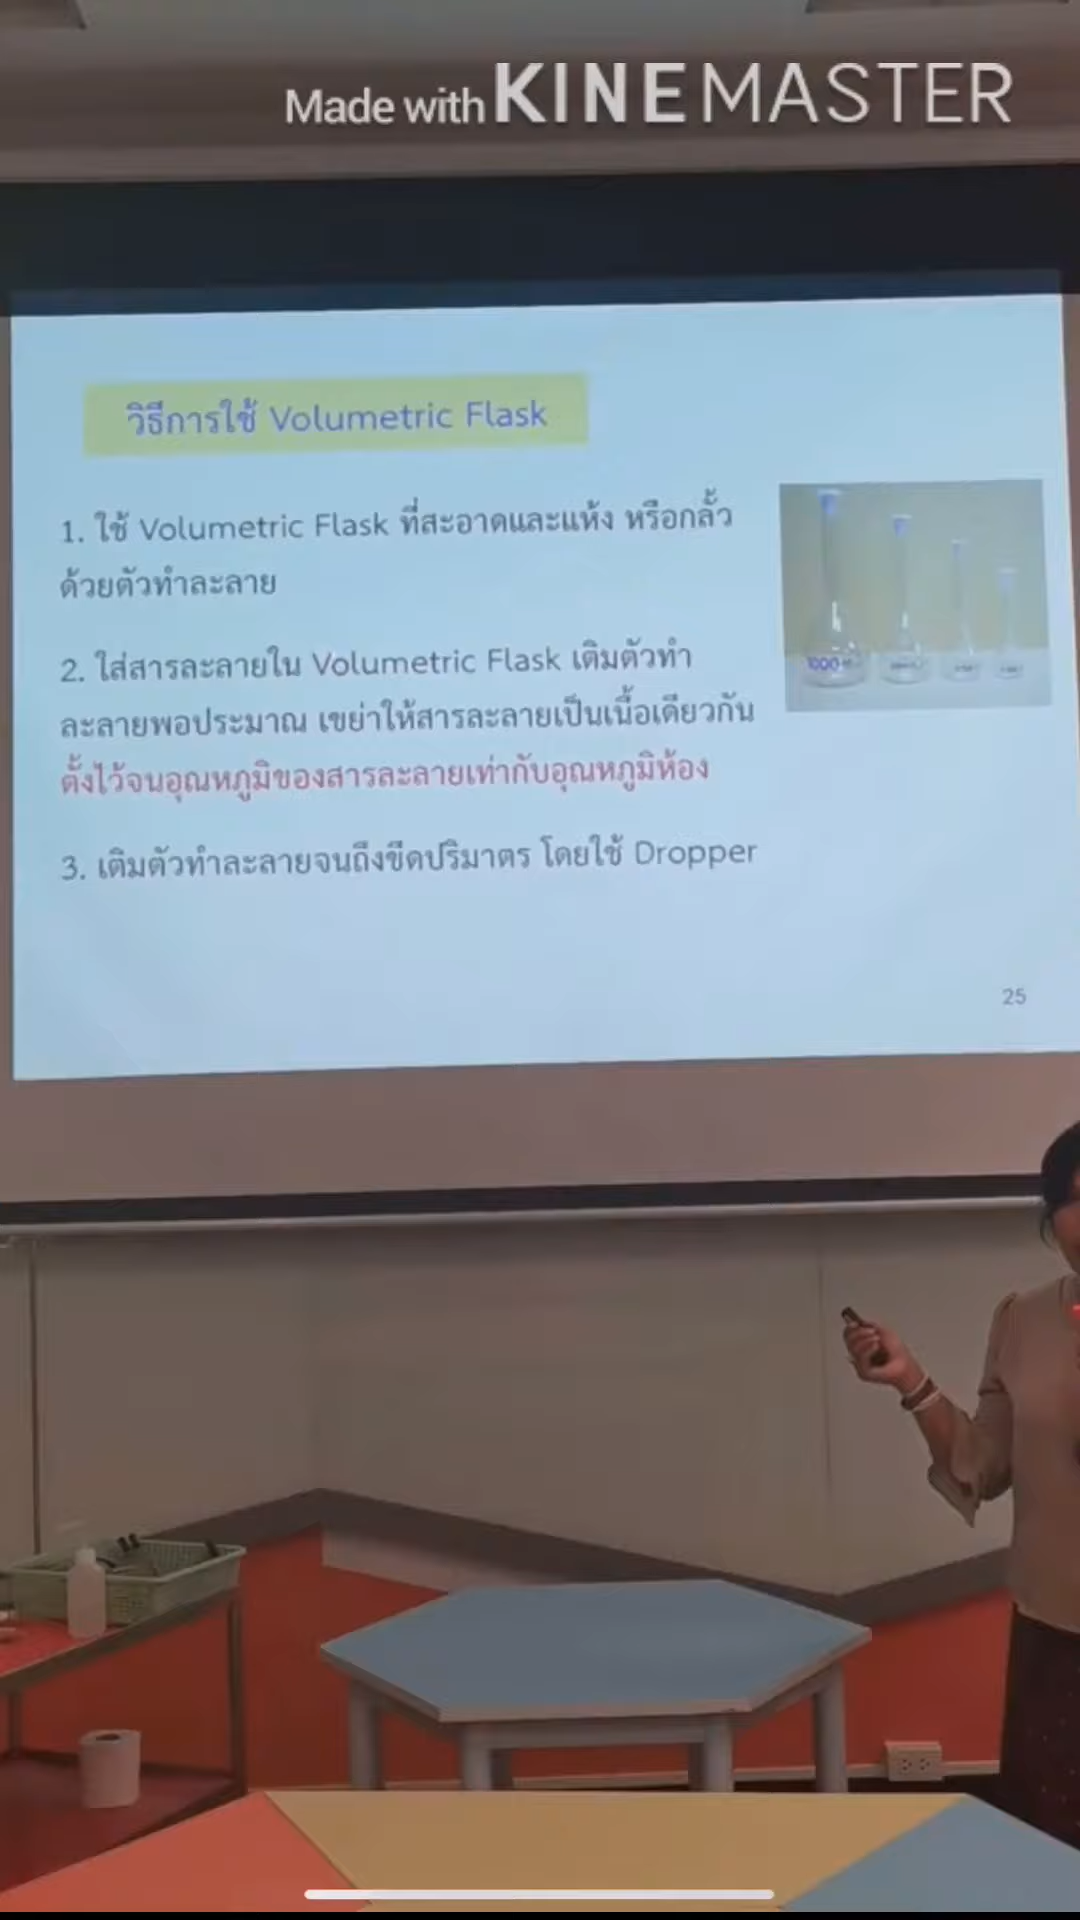 Made with KINEMASTER
วิธีการใช้ Volumetric Flask
1. ใช้ Volumetric Flask ที่สะอาดและแห้ง หรือกลั้ว
ด้วยตัวทำละลาย
2. ใส่สารละลายใน Volumetric Flask เติมตัวทำ
ละลายพอประมาณ เขย่าให้สารละลายเป็นเนื้อเดียวกัน
ตั้งไว้จนอุณหภูมิของสารละลายเท่ากับอุณหภูมิห้อง
3. เติมตัวทำละลายจนถึงขีดปริมาตร โดยใช้ Dropper
1000
25